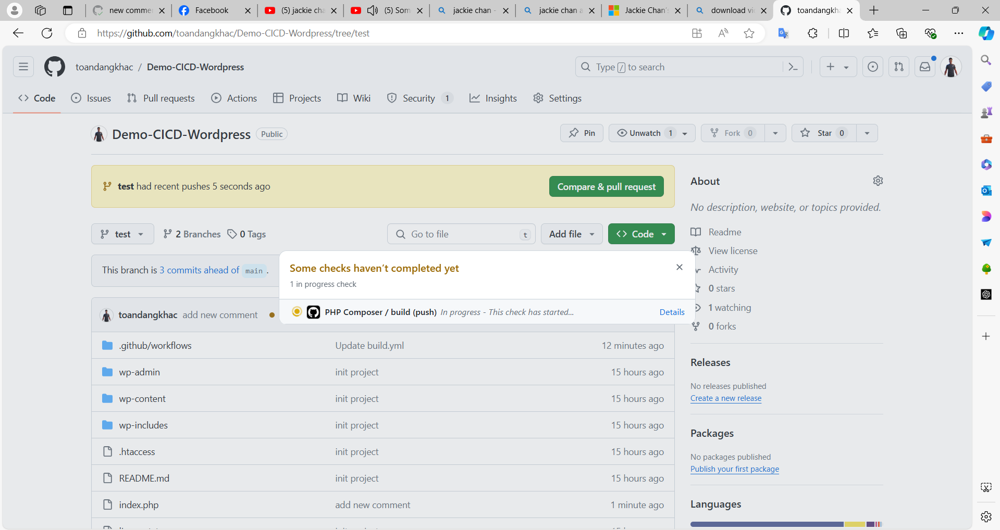 new comme
Facebook
(5) jackie cha
(5) Som
jackie chan -
jackie chan a
Jackie Chan's
download vi
toandangkha
https://github.com/toandangkhac/Demo-CICD-Wordpress/tree/test
toandangkhac / Demo-CICD-Wordpress
Type / to search
Code
Issues
Pull requests
Actions
Projects
Wiki
Security 1
Insights
Settings
Demo-CICD-Wordpress Public
Pin
Unwatch 1
Fork 0
Star 0
test had recent pushes 5 seconds ago
Compare & pull request
test
2 Branches
0 Tags
Go to file t
Add file
Code
This branch is 3 commits ahead of main .
Some checks haven't completed yet
1 in progress check
PHP Composer / build (push) In progress - This check has started...
Details
toandangkhac add new comment
.github/workflows Update build.yml 12 minutes ago
wp-admin init project 15 hours ago
wp-content init project 15 hours ago
wp-includes init project 15 hours ago
.htaccess init project 15 hours ago
README.md init project 15 hours ago
index.php add new comment 1 minute ago
About
No description, website, or topics provided.
Readme
View license
Activity
0 stars
1 watching
0 forks
Releases
No releases published
Create a new release
Packages
No packages published
Publish your first package
Languages